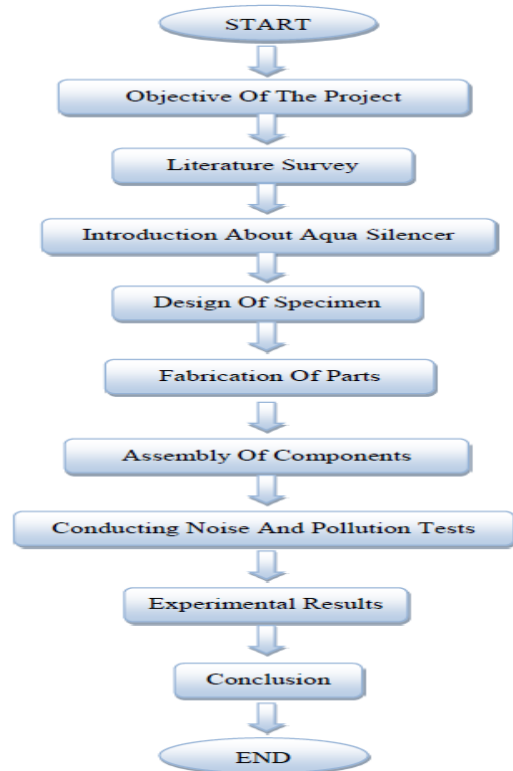 START
Objective Of The Project
Literature Survey
Introduction About Aqua Silencer
Design Of Specimen
Fabrication Of Parts
Assembly Of Components
Conducting Noise And Pollution Tests
Experimental Results
Conclusion
END